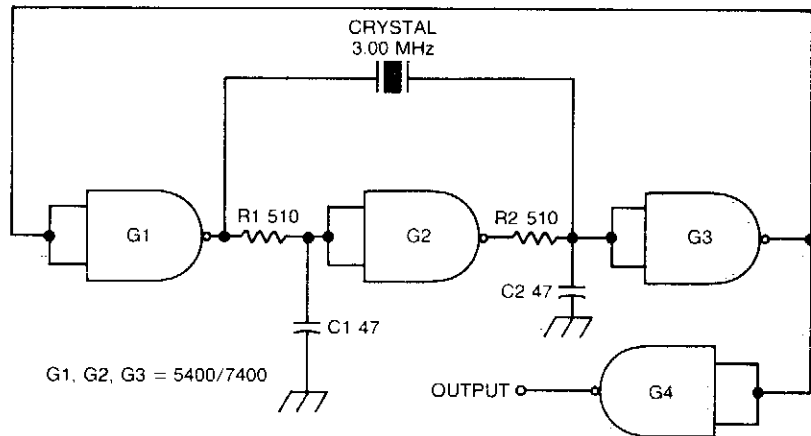 CRYSTAL
3.00 MHz
G1
R1 510
G2
R2 510
G3
C1 47
C2 47
G1, G2, G3 = 5400/7400
OUTPUT
G4